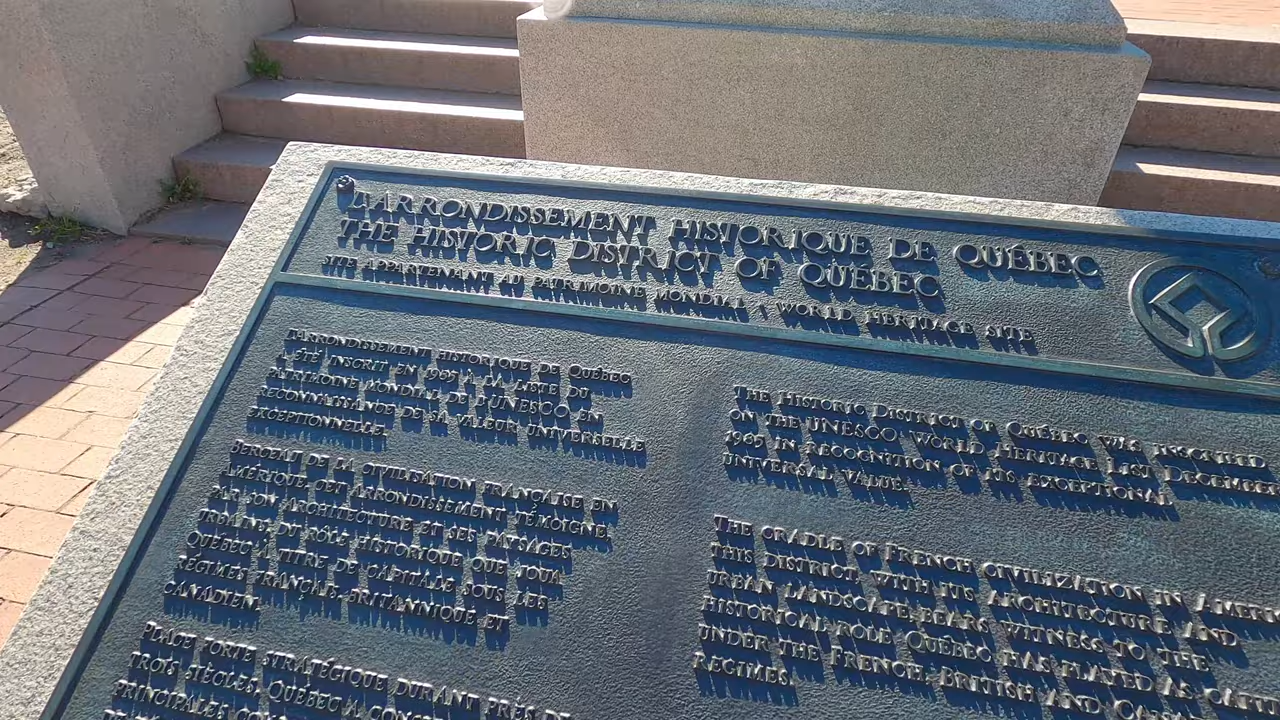 L'ARRONDISSEMENT HISTORIQUE DE QUÉBEC
THE HISTORIC DISTRICT OF QUÉBEC
SITE APPARTENANT AU PATRIMOINE MONDIAL · WORLD HERITAGE SITE
L'ARRONDISSEMENT HISTORIQUE DE QUÉBEC
A ÉTÉ INSCRIT EN 1985 À LA LISTE DU
PATRIMOINE MONDIAL DE L'UNESCO EN
RECONNAISSANCE DE SA VALEUR UNIVERSELLE
EXCEPTIONNELLE.
BERCEAU DE LA CIVILISATION FRANÇAISE EN
AMÉRIQUE, CET ARRONDISSEMENT TÉMOIGNE,
PAR SON ARCHITECTURE ET SES PAYSAGES
URBAINS, DU RÔLE HISTORIQUE QUE JOUA
QUÉBEC À TITRE DE CAPITALE SOUS LES
RÉGIMES FRANÇAIS, BRITANNIQUE ET
CANADIEN.
PLACE FORTE STRATÉGIQUE DURANT PRÈS DE
TROIS SIÈCLES, QUÉBEC A
PRINCIPALES
THE HISTORIC DISTRICT OF QUÉBEC WAS INSCRIBED
ON THE UNESCO WORLD HERITAGE LIST DECEMBER
1985 IN RECOGNITION OF ITS EXCEPTIONAL
UNIVERSAL VALUE.
THE CRADLE OF FRENCH CIVILIZATION IN AMERI
THIS DISTRICT, WITH ITS ARCHITECTURE AND
URBAN LANDSCAPE, BEARS WITNESS TO THE
HISTORICAL ROLE QUÉBEC HAS PLAYED AS CAPIT
UNDER THE FRENCH, BRITISH AND CAN
REGIMES.